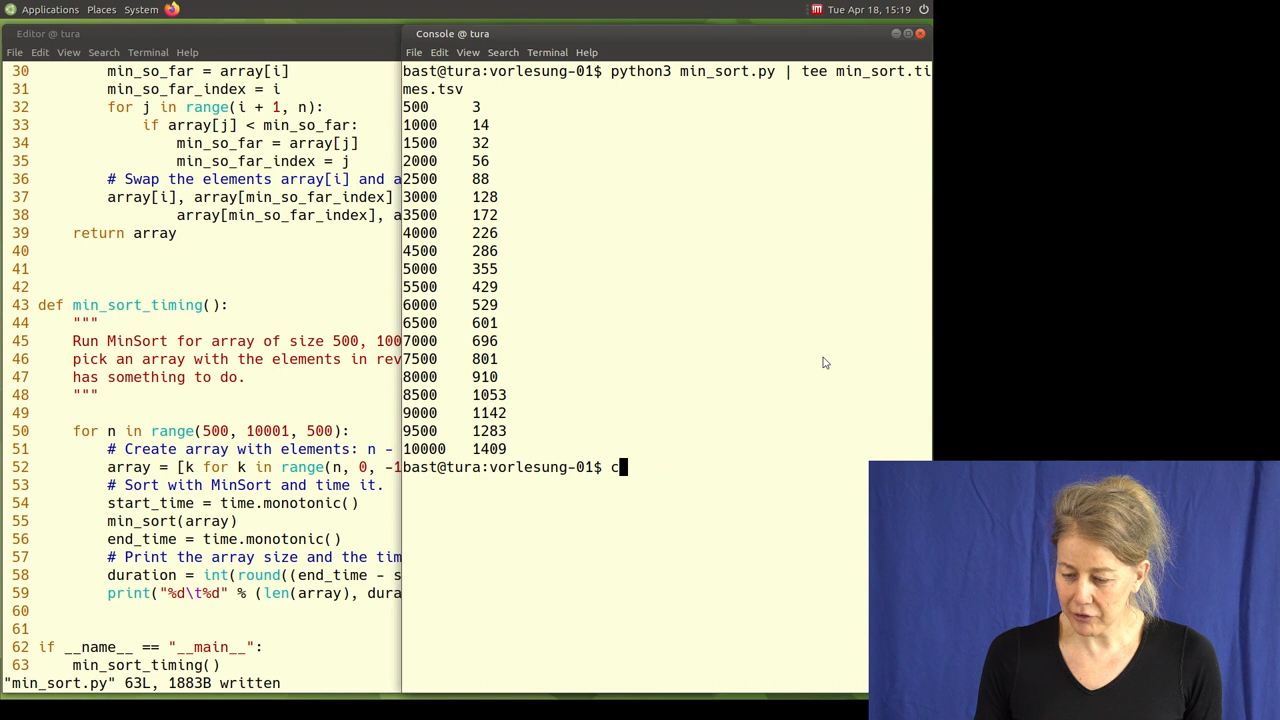 Applications Places System
Tue Apr 18, 15:19
Editor @ tura
File Edit View Search Terminal Help
30 min_so_far = array[i]
31 min_so_far_index = i
32 for j in range(i + 1, n):
33 if array[j] < min_so_far:
34 min_so_far = array[j]
35 min_so_far_index = j
36 # Swap the elements array[i] and a
37 array[i], array[min_so_far_index]
38 array[min_so_far_index], a
39 return array
40
41
42
43 def min_sort_timing():
44 """
45 Run MinSort for array of size 500, 100
46 pick an array with the elements in rev
47 has something to do.
48 """
49
50 for n in range(500, 10001, 500):
51 # Create array with elements: n -
52 array = [k for k in range(n, 0, -1
53 # Sort with MinSort and time it.
54 start_time = time.monotonic()
55 min_sort(array)
56 end_time = time.monotonic()
57 # Print the array size and the tim
58 duration = int(round((end_time - s
59 print("%d\t%d" % (len(array), dura
60
61
62 if __name__ == "__main__":
63 min_sort_timing()
"min_sort.py" 63L, 1883B written
Console @ tura
File Edit View Search Terminal Help
bast@tura:vorlesung-01$ python3 min_sort.py | tee min_sort.ti
mes.tsv
500 3
1000 14
1500 32
2000 56
2500 88
3000 128
3500 172
4000 226
4500 286
5000 355
5500 429
6000 529
6500 601
7000 696
7500 801
8000 910
8500 1053
9000 1142
9500 1283
10000 1409
bast@tura:vorlesung-01$ c